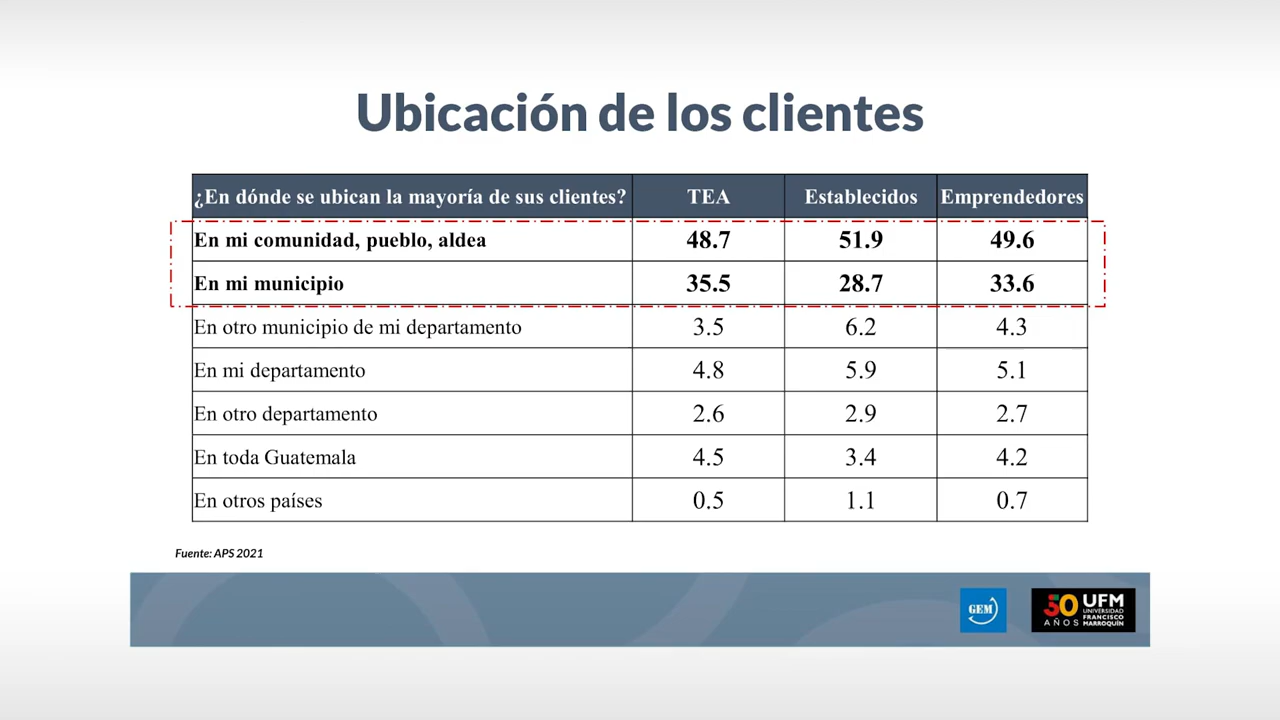 Ubicación de los clientes
¿En dónde se ubican la mayoría de sus clientes? TEA Establecidos Emprendedores
En mi comunidad, pueblo, aldea 48.7 51.9 49.6
En mi municipio 35.5 28.7 33.6
En otro municipio de mi departamento 3.5 6.2 4.3
En mi departamento 4.8 5.9 5.1
En otro departamento 2.6 2.9 2.7
En toda Guatemala 4.5 3.4 4.2
En otros países 0.5 1.1 0.7
Fuente: APS 2021
GEM
50 AÑOS
UFM
UNIVERSIDAD
FRANCISCO
MARROQUÍN